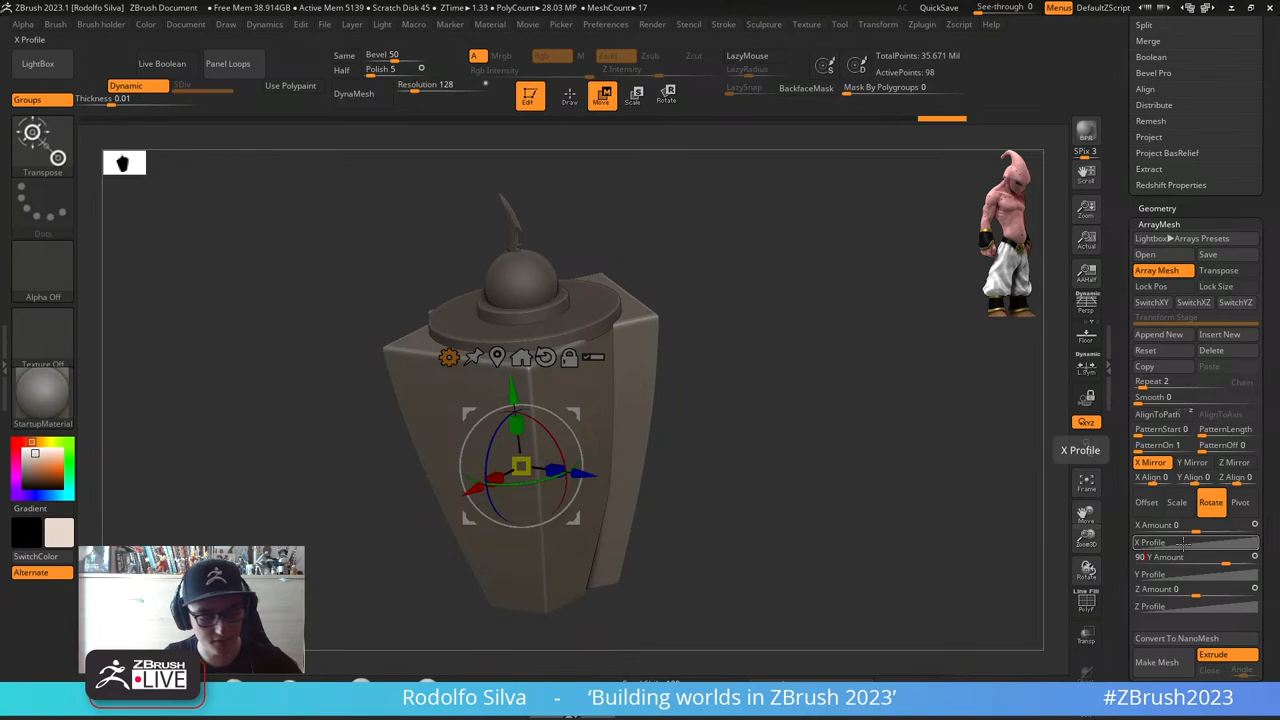 ZBrush 2023.1 [Rodolfo Silva] ZBrush Document ● Free Mem 38.914GB ● Active Mem 5139 ● Scratch Disk 45 ● ZTime▸1.33 ● PolyCount▸28.03 MP ● MeshCount▸17
AC QuickSave See-through 0 Menus DefaultZScript
Alpha Brush Brush holder Color Document Draw Dynamics Edit File Layer Light Macro Marker Material Movie Picker Preferences Render Stencil Stroke Sculpture Texture Tool Transform Zplugin Zscript Help
X Profile
LightBox
Live Boolean
Panel Loops
Same
Bevel 50
Half
Polish 5
DynaMesh
Resolution 128
A
Mrgb
Rgb
M
Zadd
Zsub
Zcut
Rgb Intensity
Z Intensity
LazyMouse
LazyRadius
LazySnap
S
D
BackfaceMask
TotalPoints: 35.671 Mil
ActivePoints: 98
Mask By Polygroups 0
Dynamic
SDiv
Use Polypaint
Groups
Thickness 0.01
Edit
Draw
Move
Scale
Rotate
Transpose
Dots
Alpha Off
Texture Off
StartupMaterial
Gradient
SwitchColor
Alternate
BPR
SPix 3
Scroll
Zoom
Actual
AAHalf
Dynamic
Persp
Floor
Dynamic
L.Sym
XYZ
X Profile
Frame
Move
Zoom3D
Rotate
Line Fill
PolyF
Transp
Split
Merge
Boolean
Bevel Pro
Align
Distribute
Remesh
Project
Project BasRelief
Extract
Redshift Properties
Geometry
ArrayMesh
Lightbox▶Arrays Presets
Open Save
Array Mesh Transpose
Lock Pos Lock Size
SwitchXY SwitchXZ SwitchYZ
Transform Stage
Append New Insert New
Reset Delete
Copy Paste
Repeat 2 Chain
Smooth 0
AlignToPath AlignToAxis
PatternStart 0 PatternLength
PatternOn 1 PatternOff 0
X Mirror Y Mirror Z Mirror
X Align 0 Y Align 0 Z Align 0
Offset Scale Rotate Pivot
X Amount 0
X Profile
90 Y Amount
Y Profile
Z Amount 0
Z Profile
Convert To NanoMesh
Make Mesh Extrude
Close Angle
ZBRUSH
LIVE
Rodolfo Silva - ‘Building worlds in ZBrush 2023’ #ZBrush2023